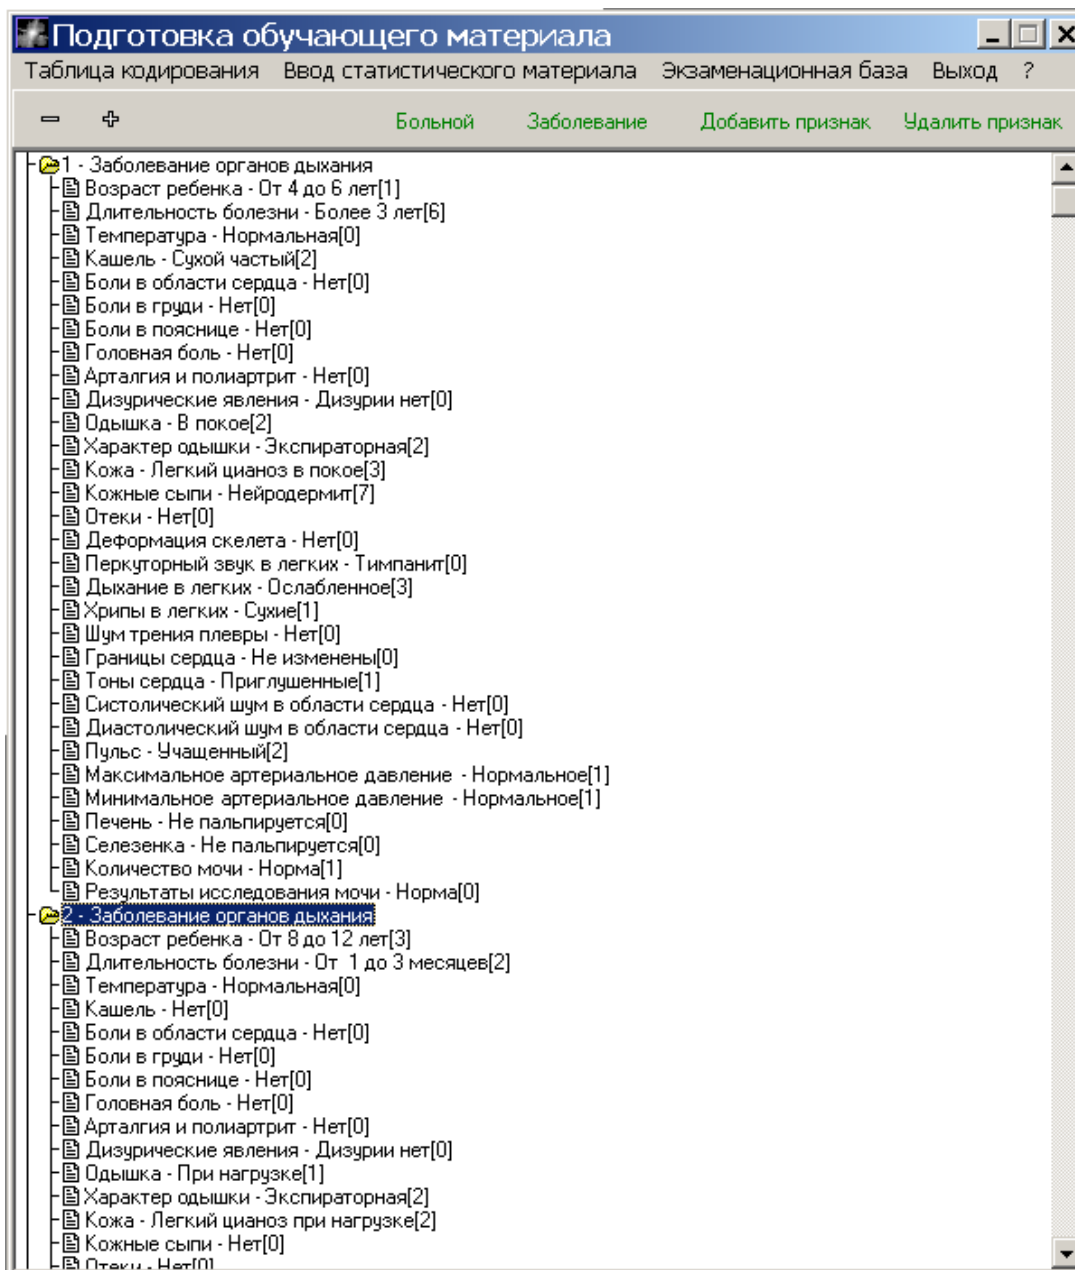 Подготовка обучающего материала
Таблица кодирования Ввод статистического материала Экзаменационная база Выход ?
Больной Заболевание Добавить признак Удалить признак
1 - Заболевание органов дыхания
Возраст ребенка - От 4 до 6 лет[1]
Длительность болезни - Более 3 лет[6]
Температура - Нормальная[0]
Кашель - Сухой частый[2]
Боли в области сердца - Нет[0]
Боли в груди - Нет[0]
Боли в пояснице - Нет[0]
Головная боль - Нет[0]
Арталгия и полиартрит - Нет[0]
Дизурические явления - Дизурии нет[0]
Одышка - В покое[2]
Характер одышки - Экспираторная[2]
Кожа - Легкий цианоз в покое[3]
Кожные сыпи - Нейродермит[7]
Отеки - Нет[0]
Деформация скелета - Нет[0]
Перкуторный звук в легких - Тимпанит[0]
Дыхание в легких - Ослабленное[3]
Хрипы в легких - Сухие[1]
Шум трения плевры - Нет[0]
Границы сердца - Не изменены[0]
Тоны сердца - Приглушенные[1]
Систолический шум в области сердца - Нет[0]
Диастолический шум в области сердца - Нет[0]
Пульс - Учащенный[2]
Максимальное артериальное давление - Нормальное[1]
Минимальное артериальное давление - Нормальное[1]
Печень - Не пальпируется[0]
Селезенка - Не пальпируется[0]
Количество мочи - Норма[1]
Результаты исследования мочи - Норма[0]
2 - Заболевание органов дыхания
Возраст ребенка - От 8 до 12 лет[3]
Длительность болезни - От 1 до 3 месяцев[2]
Температура - Нормальная[0]
Кашель - Нет[0]
Боли в области сердца - Нет[0]
Боли в груди - Нет[0]
Боли в пояснице - Нет[0]
Головная боль - Нет[0]
Арталгия и полиартрит - Нет[0]
Дизурические явления - Дизурии нет[0]
Одышка - При нагрузке[1]
Характер одышки - Экспираторная[2]
Кожа - Легкий цианоз при нагрузке[2]
Кожные сыпи - Нет[0]
Отеки - Нет[0]